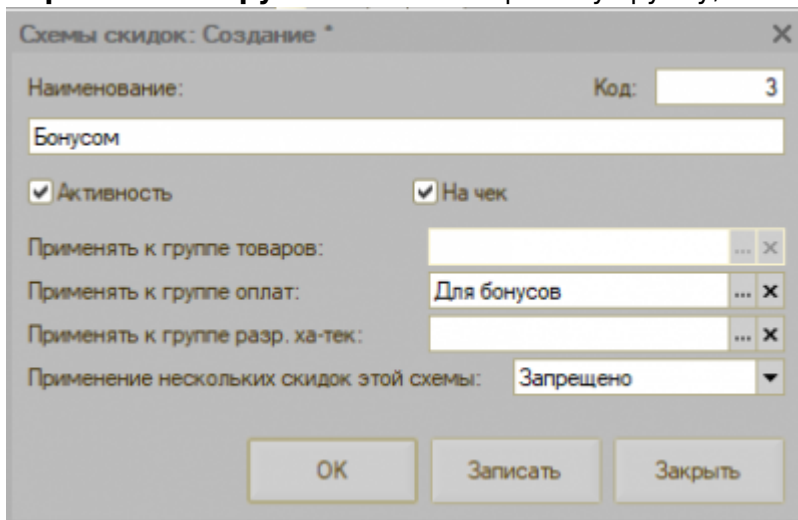 Схемы скидок: Создание *
Наименование: Код: 3
Бонусом
Активность На чек
Применять к группе товаров: ...
Применять к группе оплат: Для бонусов ...
Применять к группе разр. ха-тек: ...
Применение нескольких скидок этой схемы: Запрещено
ОК Записать Закрыть